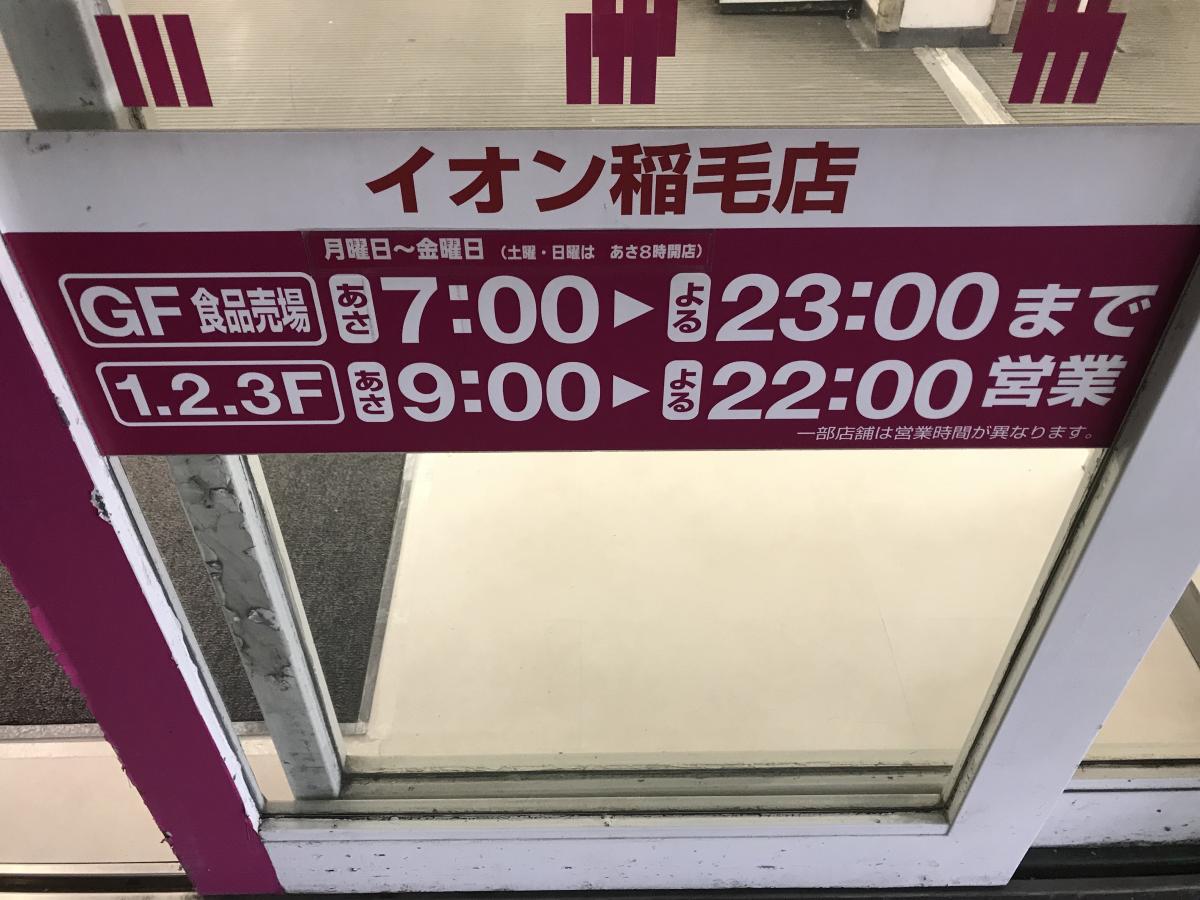 イオン稲毛店
月曜日～金曜日 （土曜・日曜は あさ8時開店）
GF 食品売場 あさ 7:00 ▶ よる 23:00 まで
1.2.3F あさ 9:00 ▶ よる 22:00 営業
一部店舗は営業時間が異なります。